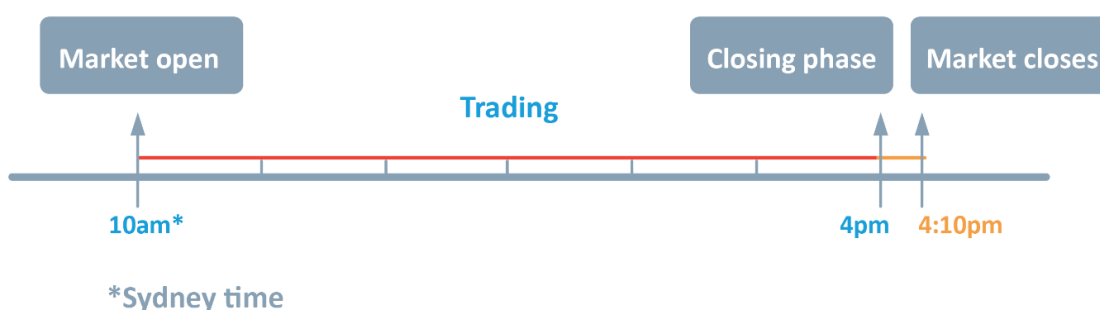 Market open
Closing phase
Market closes
Trading
10am*
4pm
4:10pm
*Sydney time